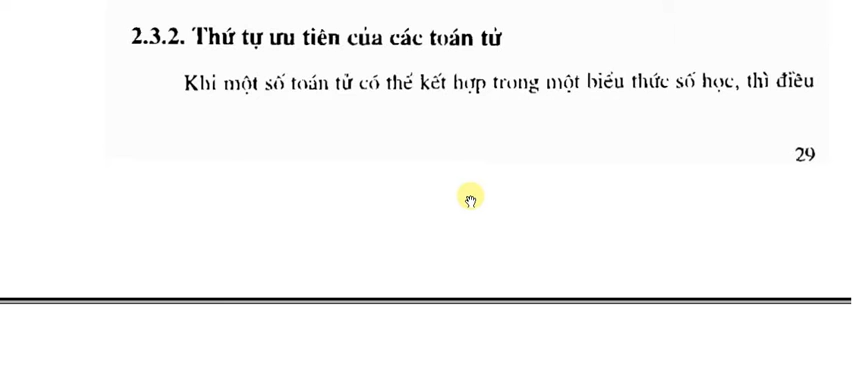 2.3.2. Thứ tự ưu tiên của các toán tử
Khi một số toán tử có thể kết hợp trong một biểu thức số học, thì điều
29